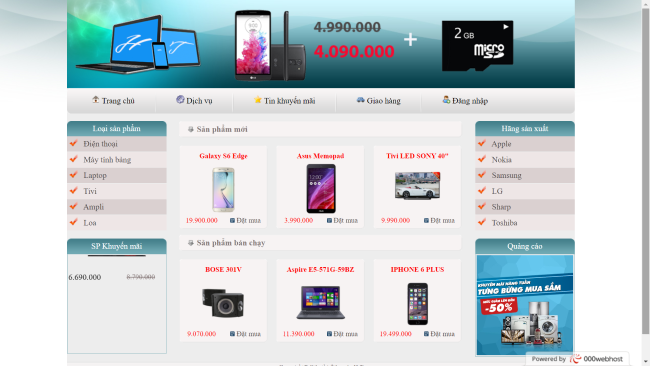 4.990.000
4.090.000
+
2 GB
micro
SD
Trang chủ
Dịch vụ
Tin khuyến mãi
Giao hàng
Đăng nhập
Loại sản phẩm
Điện thoại
Máy tính bảng
Laptop
Tivi
Ampli
Loa
SP Khuyến mãi
6.690.000 8.790.000
Sản phẩm mới
Galaxy S6 Edge
19.900.000 Đặt mua
Asus Memopad
3.990.000 Đặt mua
Tivi LED SONY 40"
9.990.000 Đặt mua
Sản phẩm bán chạy
BOSE 301V
9.070.000 Đặt mua
Aspire E5-571G-59BZ
11.390.000 Đặt mua
IPHONE 6 PLUS
19.499.000 Đặt mua
Hãng sản xuất
Apple
Nokia
Samsung
LG
Sharp
Toshiba
Quảng cáo
KHUYẾN MÃI HÀNG TUẦN
TƯNG BỪNG MUA SẮM
-50%
Powered by 000webhost